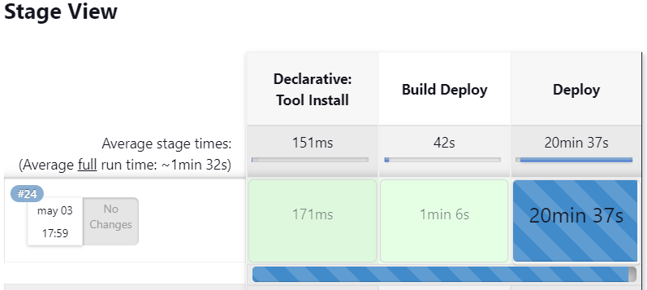 Stage View
Declarative:
Tool Install
Build Deploy
Deploy
Average stage times:
(Average full run time: ~1min 32s)
151ms
42s
20min 37s
#24
may 03
17:59
No
Changes
171ms
1min 6s
20min 37s